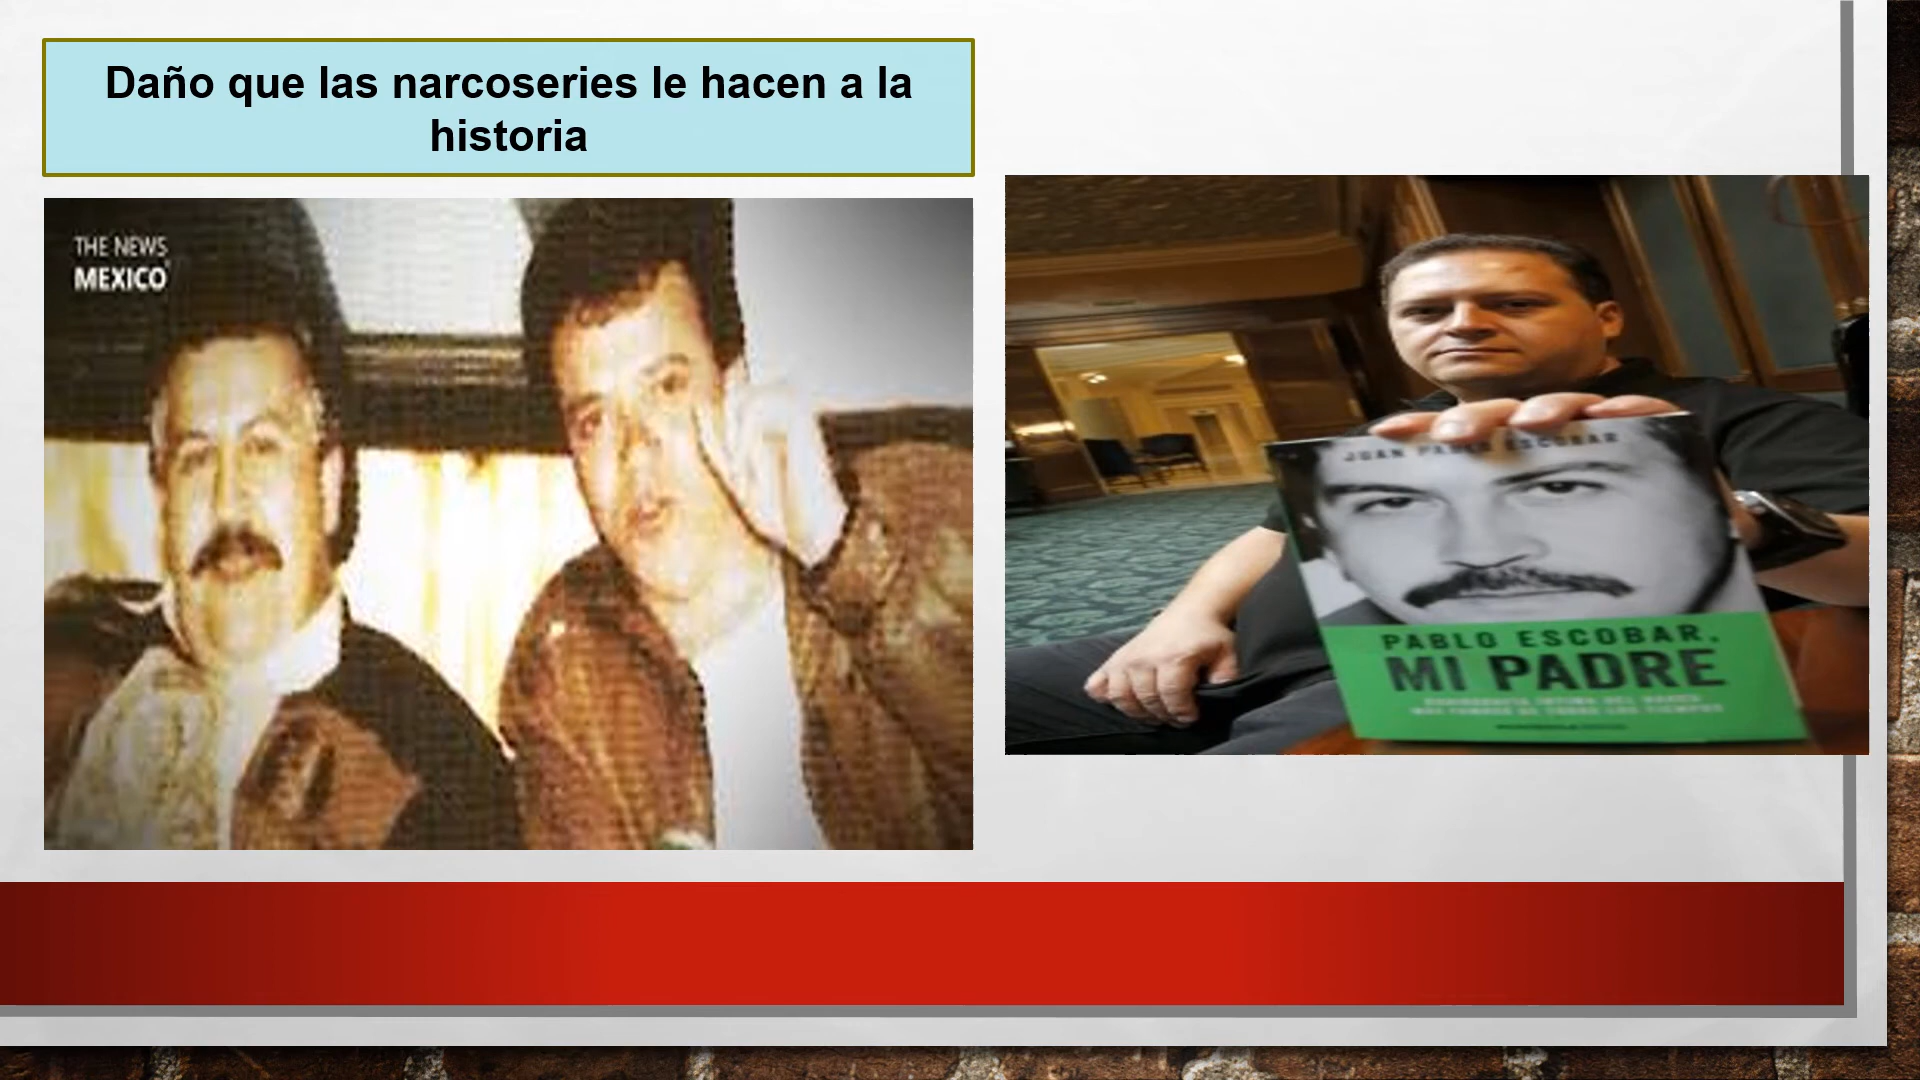 Daño que las narcoseries le hacen a la
historia
THE NEWS
MEXICO
JUAN PABLO ESCOBAR
PABLO ESCOBAR,
MI PADRE